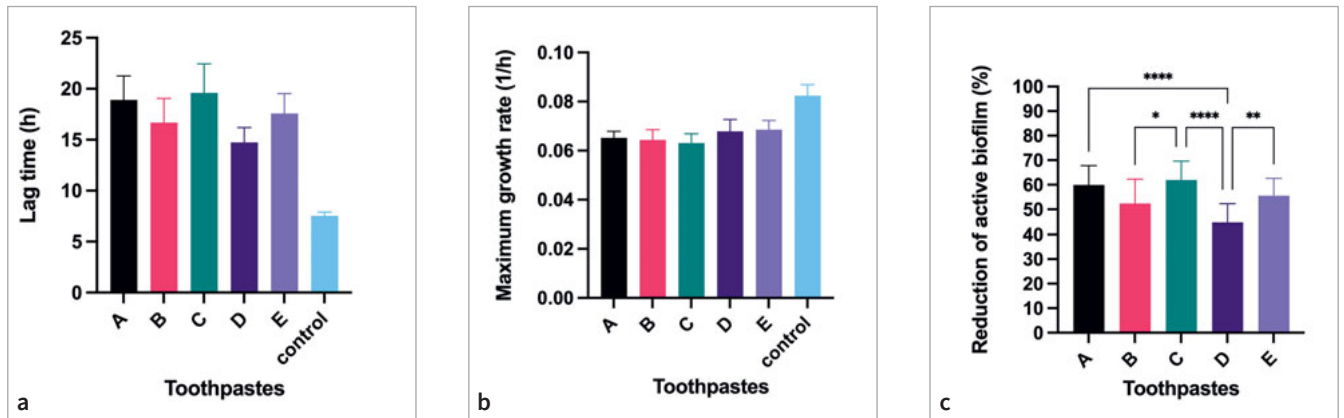 Lag time (h)
25
20
15
10
5
0
A
B
C
D
E
control
Toothpastes
a
Maximum growth rate (1/h)
0.10
0.08
0.06
0.04
0.02
0.00
A
B
C
D
E
control
Toothpastes
b
Reduction of active biofilm (%)
100
90
80
70
60
50
40
30
20
10
0
****
* **** **
A
B
C
D
E
Toothpastes
c